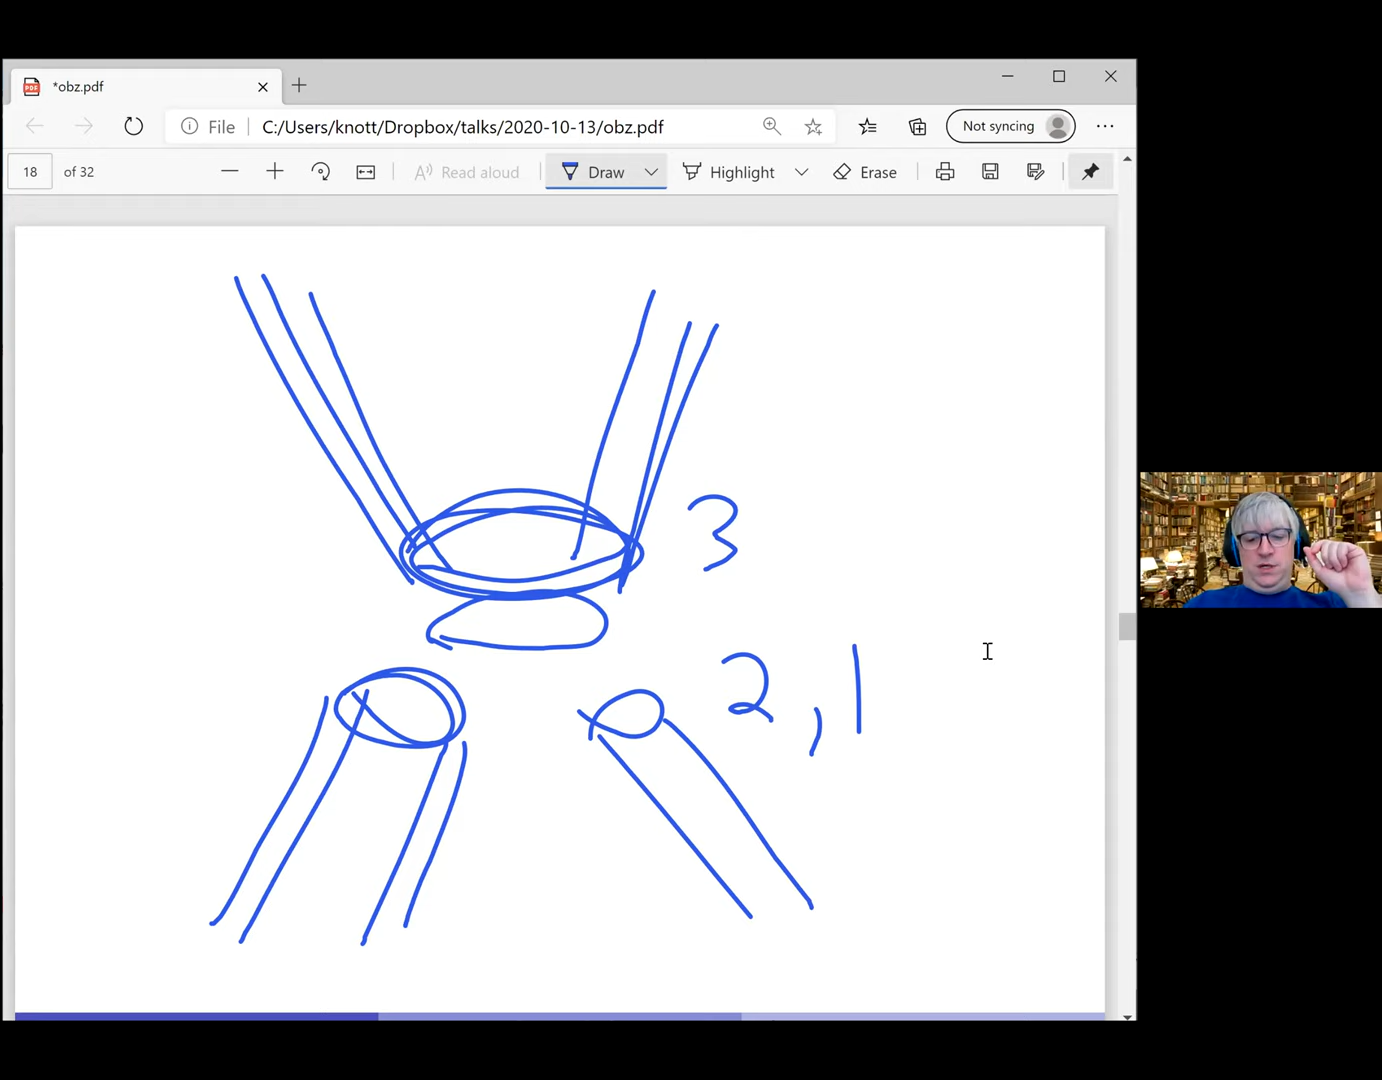 *obz.pdf
File C:/Users/knott/Dropbox/talks/2020-10-13/obz.pdf Not syncing
18 of 32 Read aloud Draw Highlight Erase
3
2,1